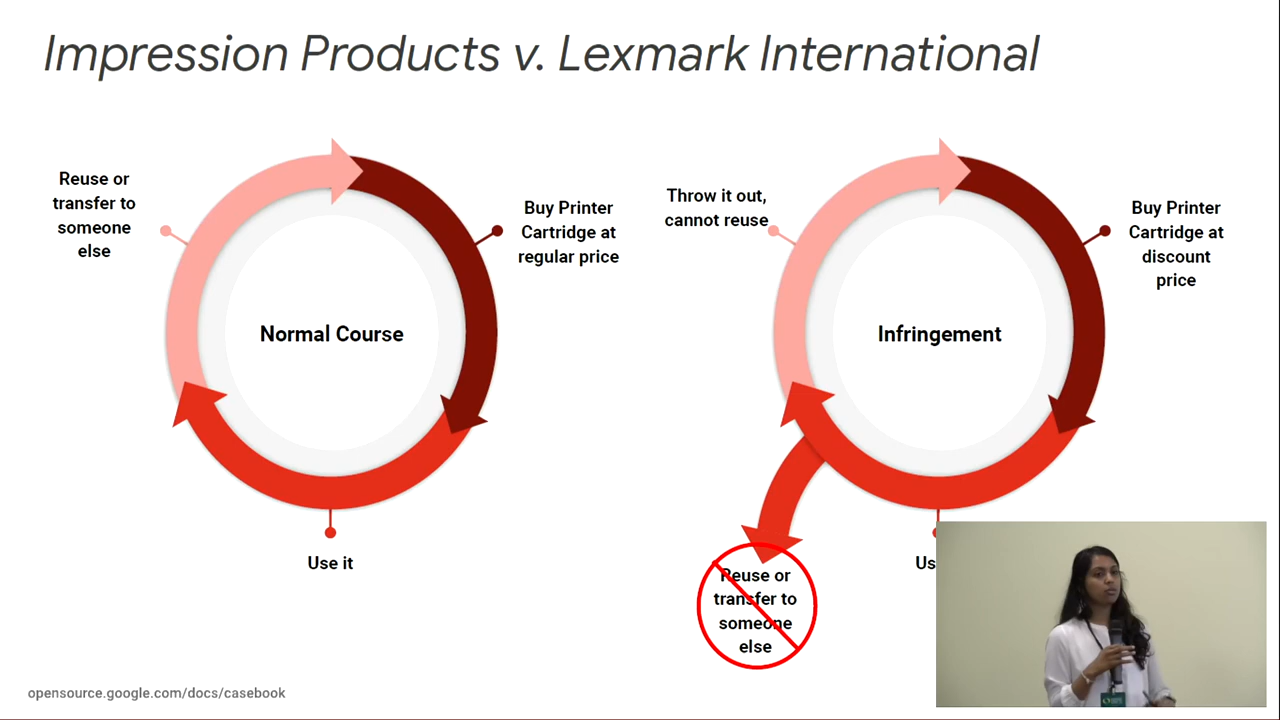 Impression Products v. Lexmark International
Reuse or
transfer to
someone
else
Buy Printer
Cartridge at
regular price
Normal Course
Use it
Throw it out,
cannot reuse
Buy Printer
Cartridge at
discount
price
Infringement
Reuse or
transfer to
someone
else
opensource.google.com/docs/casebook